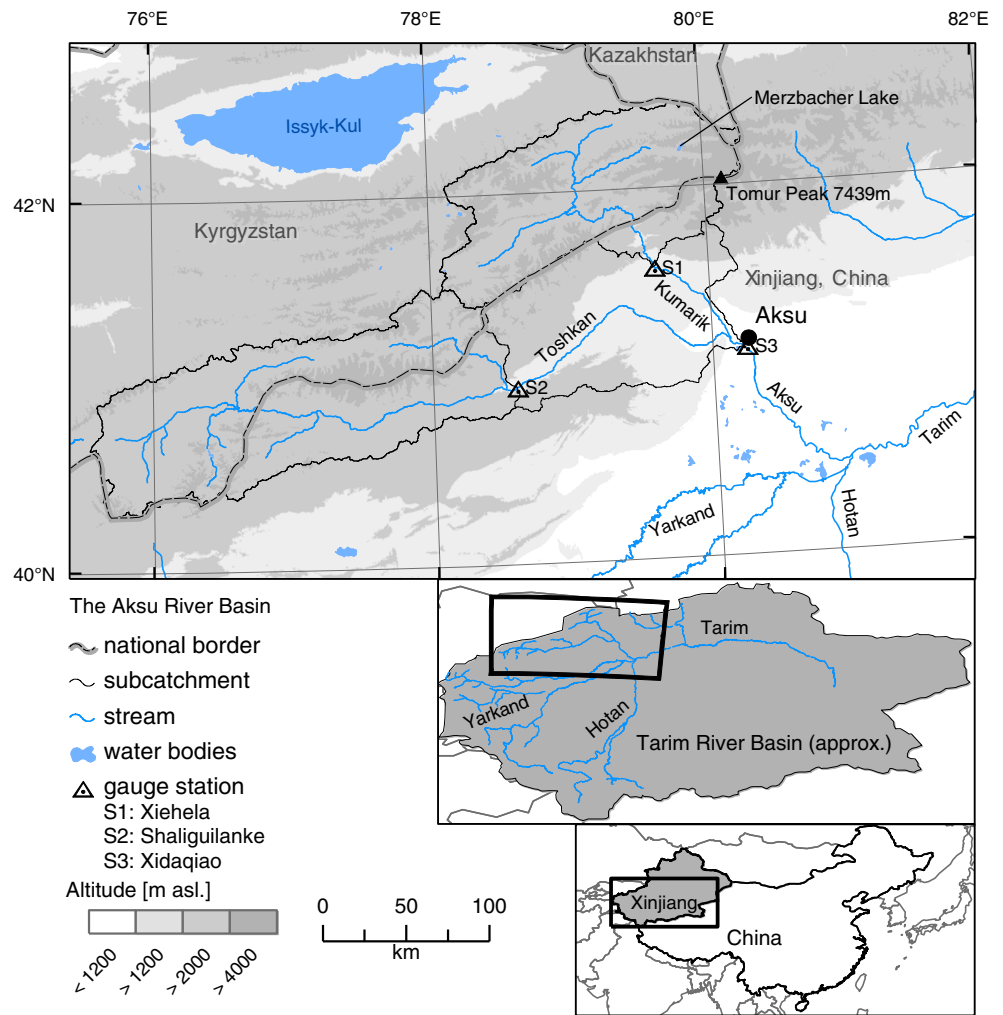 76°E 78°E 80°E 82°E
Kazakhstan
Merzbacher Lake
Issyk-Kul
Tomur Peak 7439m
42°N
Kyrgyzstan
S1
Xinjiang, China
Kumarik
Aksu
Toshkan
S3
S2
Aksu
Tarim
Yarkand
Hotan
40°N
The Aksu River Basin
national border
subcatchment
stream
water bodies
gauge station
S1: Xiehela
S2: Shaliguilanke
S3: Xidaqiao
Altitude [m asl.]
<1200 >1200 >2000 >4000
0 50 100
km
Tarim
Yarkand
Hotan
Tarim River Basin (approx.)
Xinjiang
China